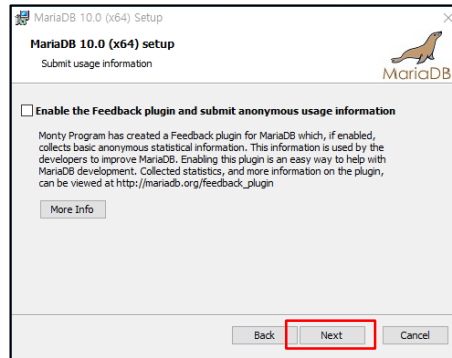 MariaDB 10.0 (x64) Setup
MariaDB 10.0 (x64) setup
Submit usage information
MariaDB
Enable the Feedback plugin and submit anonymous usage information
Monty Program has created a Feedback plugin for MariaDB which, if enabled,
collects basic anonymous statistical information. This information is used by the
developers to improve MariaDB. Enabling this plugin is an easy way to help with
MariaDB development. Collected statistics, and more information on the plugin,
can be viewed at http://mariadb.org/feedback_plugin
More Info
Back Next Cancel